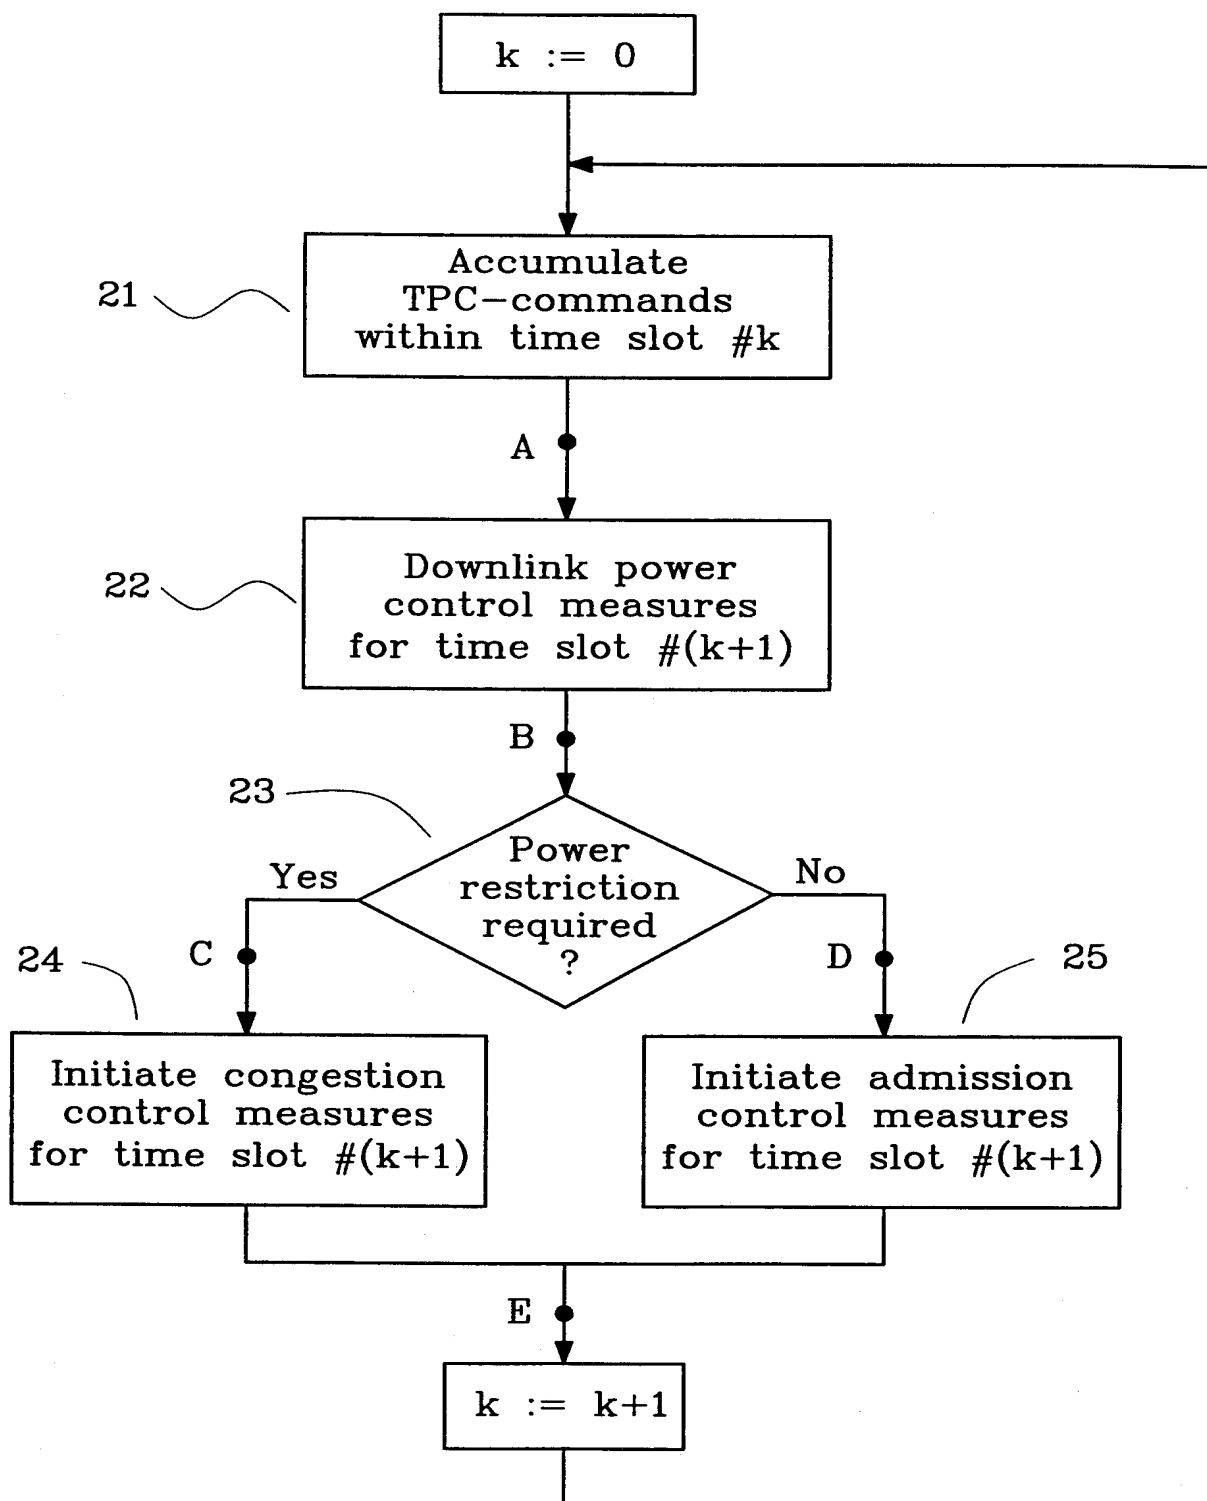 k := 0
21
Accumulate
TPC-commands
within time slot #k
A
22
Downlink power
control measures
for time slot #(k+1)
B
23
Power
restriction
required
?
Yes
No
C
D
24
25
Initiate congestion
control measures
for time slot #(k+1)
Initiate admission
control measures
for time slot #(k+1)
E
k := k+1